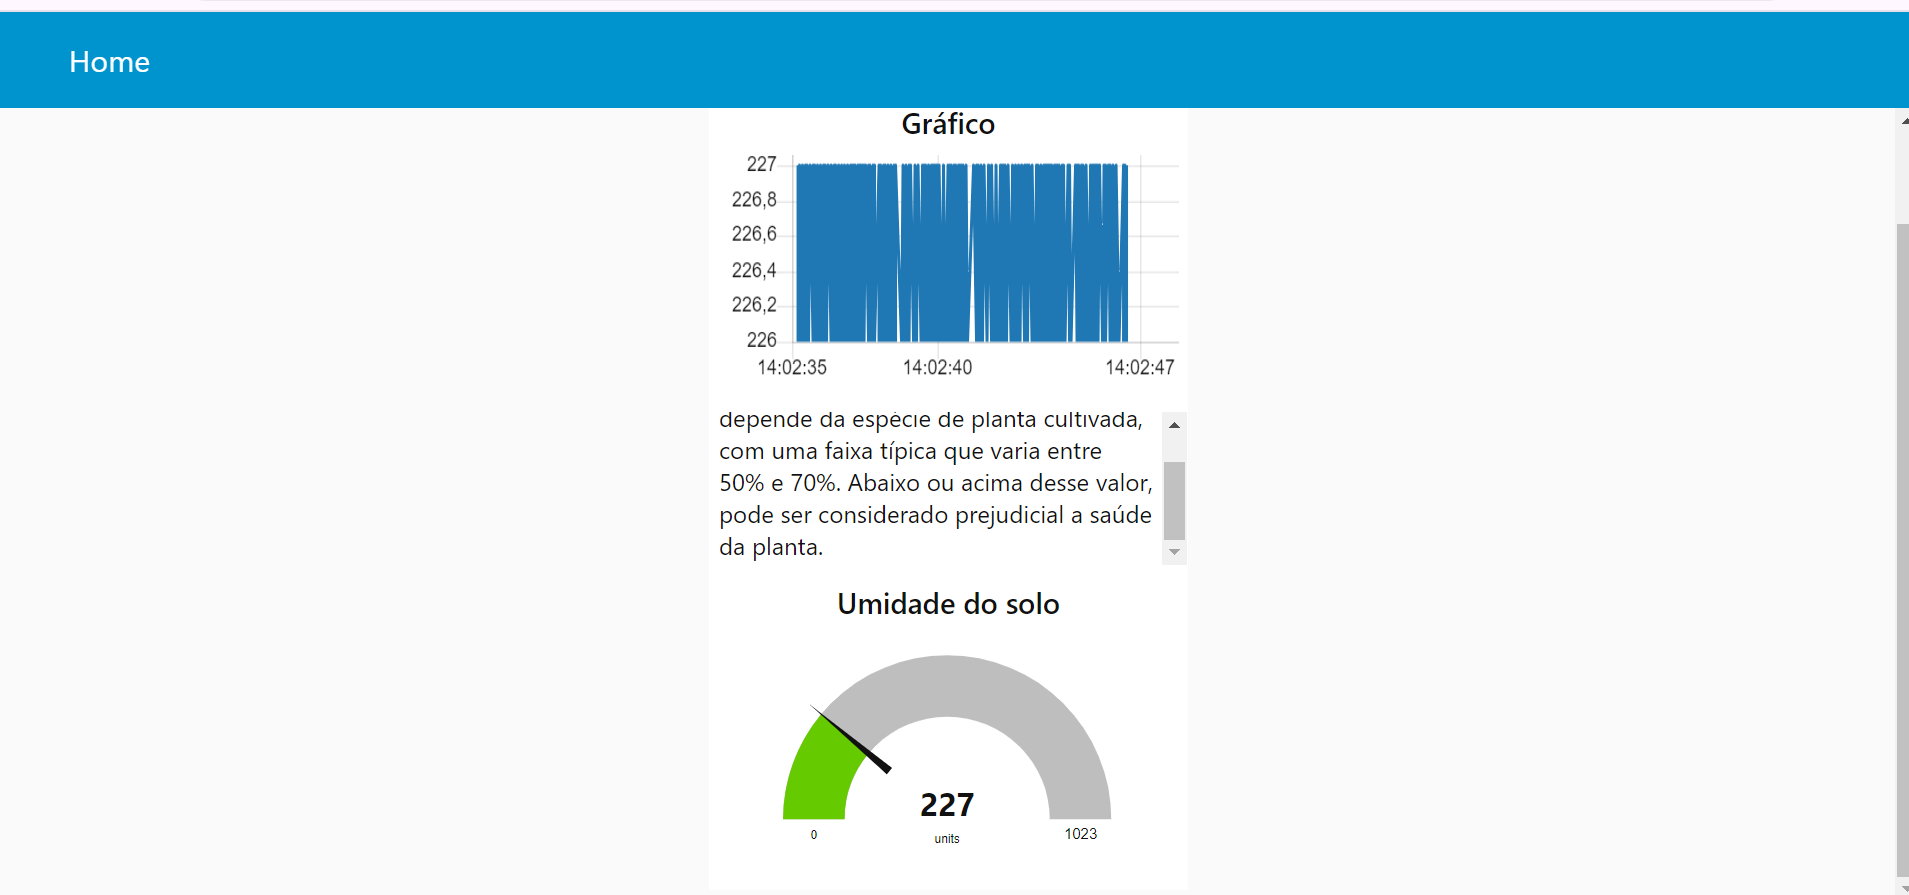 Home
Gráfico
227
226,8
226,6
226,4
226,2
226
14:02:35 14:02:40 14:02:47
depende da espécie de planta cultivada,
com uma faixa típica que varia entre
50% e 70%. Abaixo ou acima desse valor,
pode ser considerado prejudicial a saúde
da planta.
Umidade do solo
227
0 units 1023